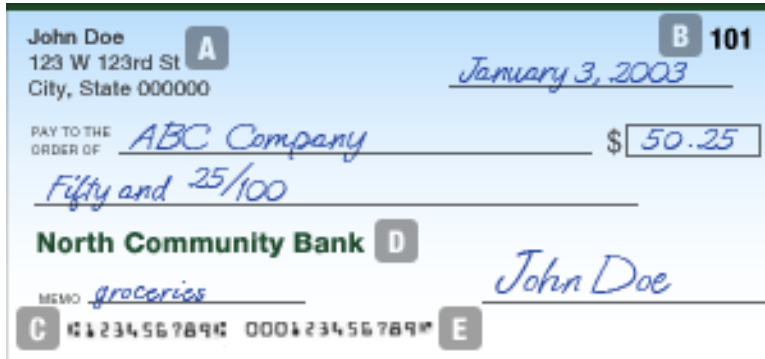 John Doe A B 101
123 W 123rd St
City, State 000000
January 3, 2003
PAY TO THE ORDER OF ABC Company $ 50.25
Fifty and 25/100
North Community Bank D
John Doe
MEMO groceries
C ⑆123456789⑆ 000123456789⑈ E